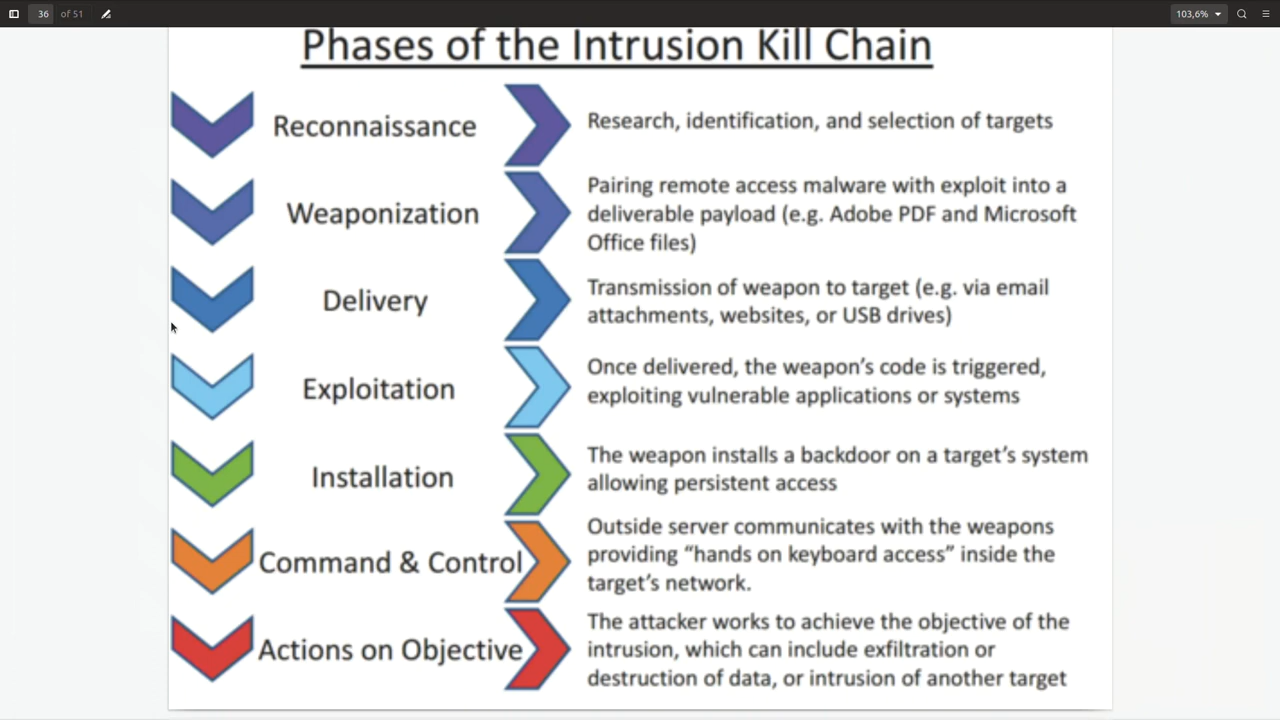 36 of 51
103,6%
Phases of the Intrusion Kill Chain
Reconnaissance
Research, identification, and selection of targets
Weaponization
Pairing remote access malware with exploit into a
deliverable payload (e.g. Adobe PDF and Microsoft
Office files)
Delivery
Transmission of weapon to target (e.g. via email
attachments, websites, or USB drives)
Exploitation
Once delivered, the weapon's code is triggered,
exploiting vulnerable applications or systems
Installation
The weapon installs a backdoor on a target's system
allowing persistent access
Command & Control
Outside server communicates with the weapons
providing “hands on keyboard access” inside the
target's network.
Actions on Objective
The attacker works to achieve the objective of the
intrusion, which can include exfiltration or
destruction of data, or intrusion of another target